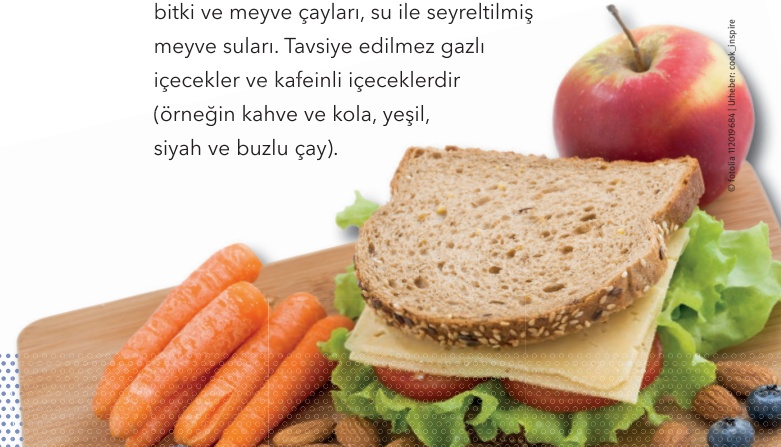 bitki ve meyve çayları, su ile seyreltilmiş
meyve suları. Tavsiye edilmez gazlı
içecekler ve kafeinli içeceklerdir
(örneğin kahve ve kola, yeşil,
siyah ve buzlu çay).
© fotolia 112019684 | Urheber: cook_inspire